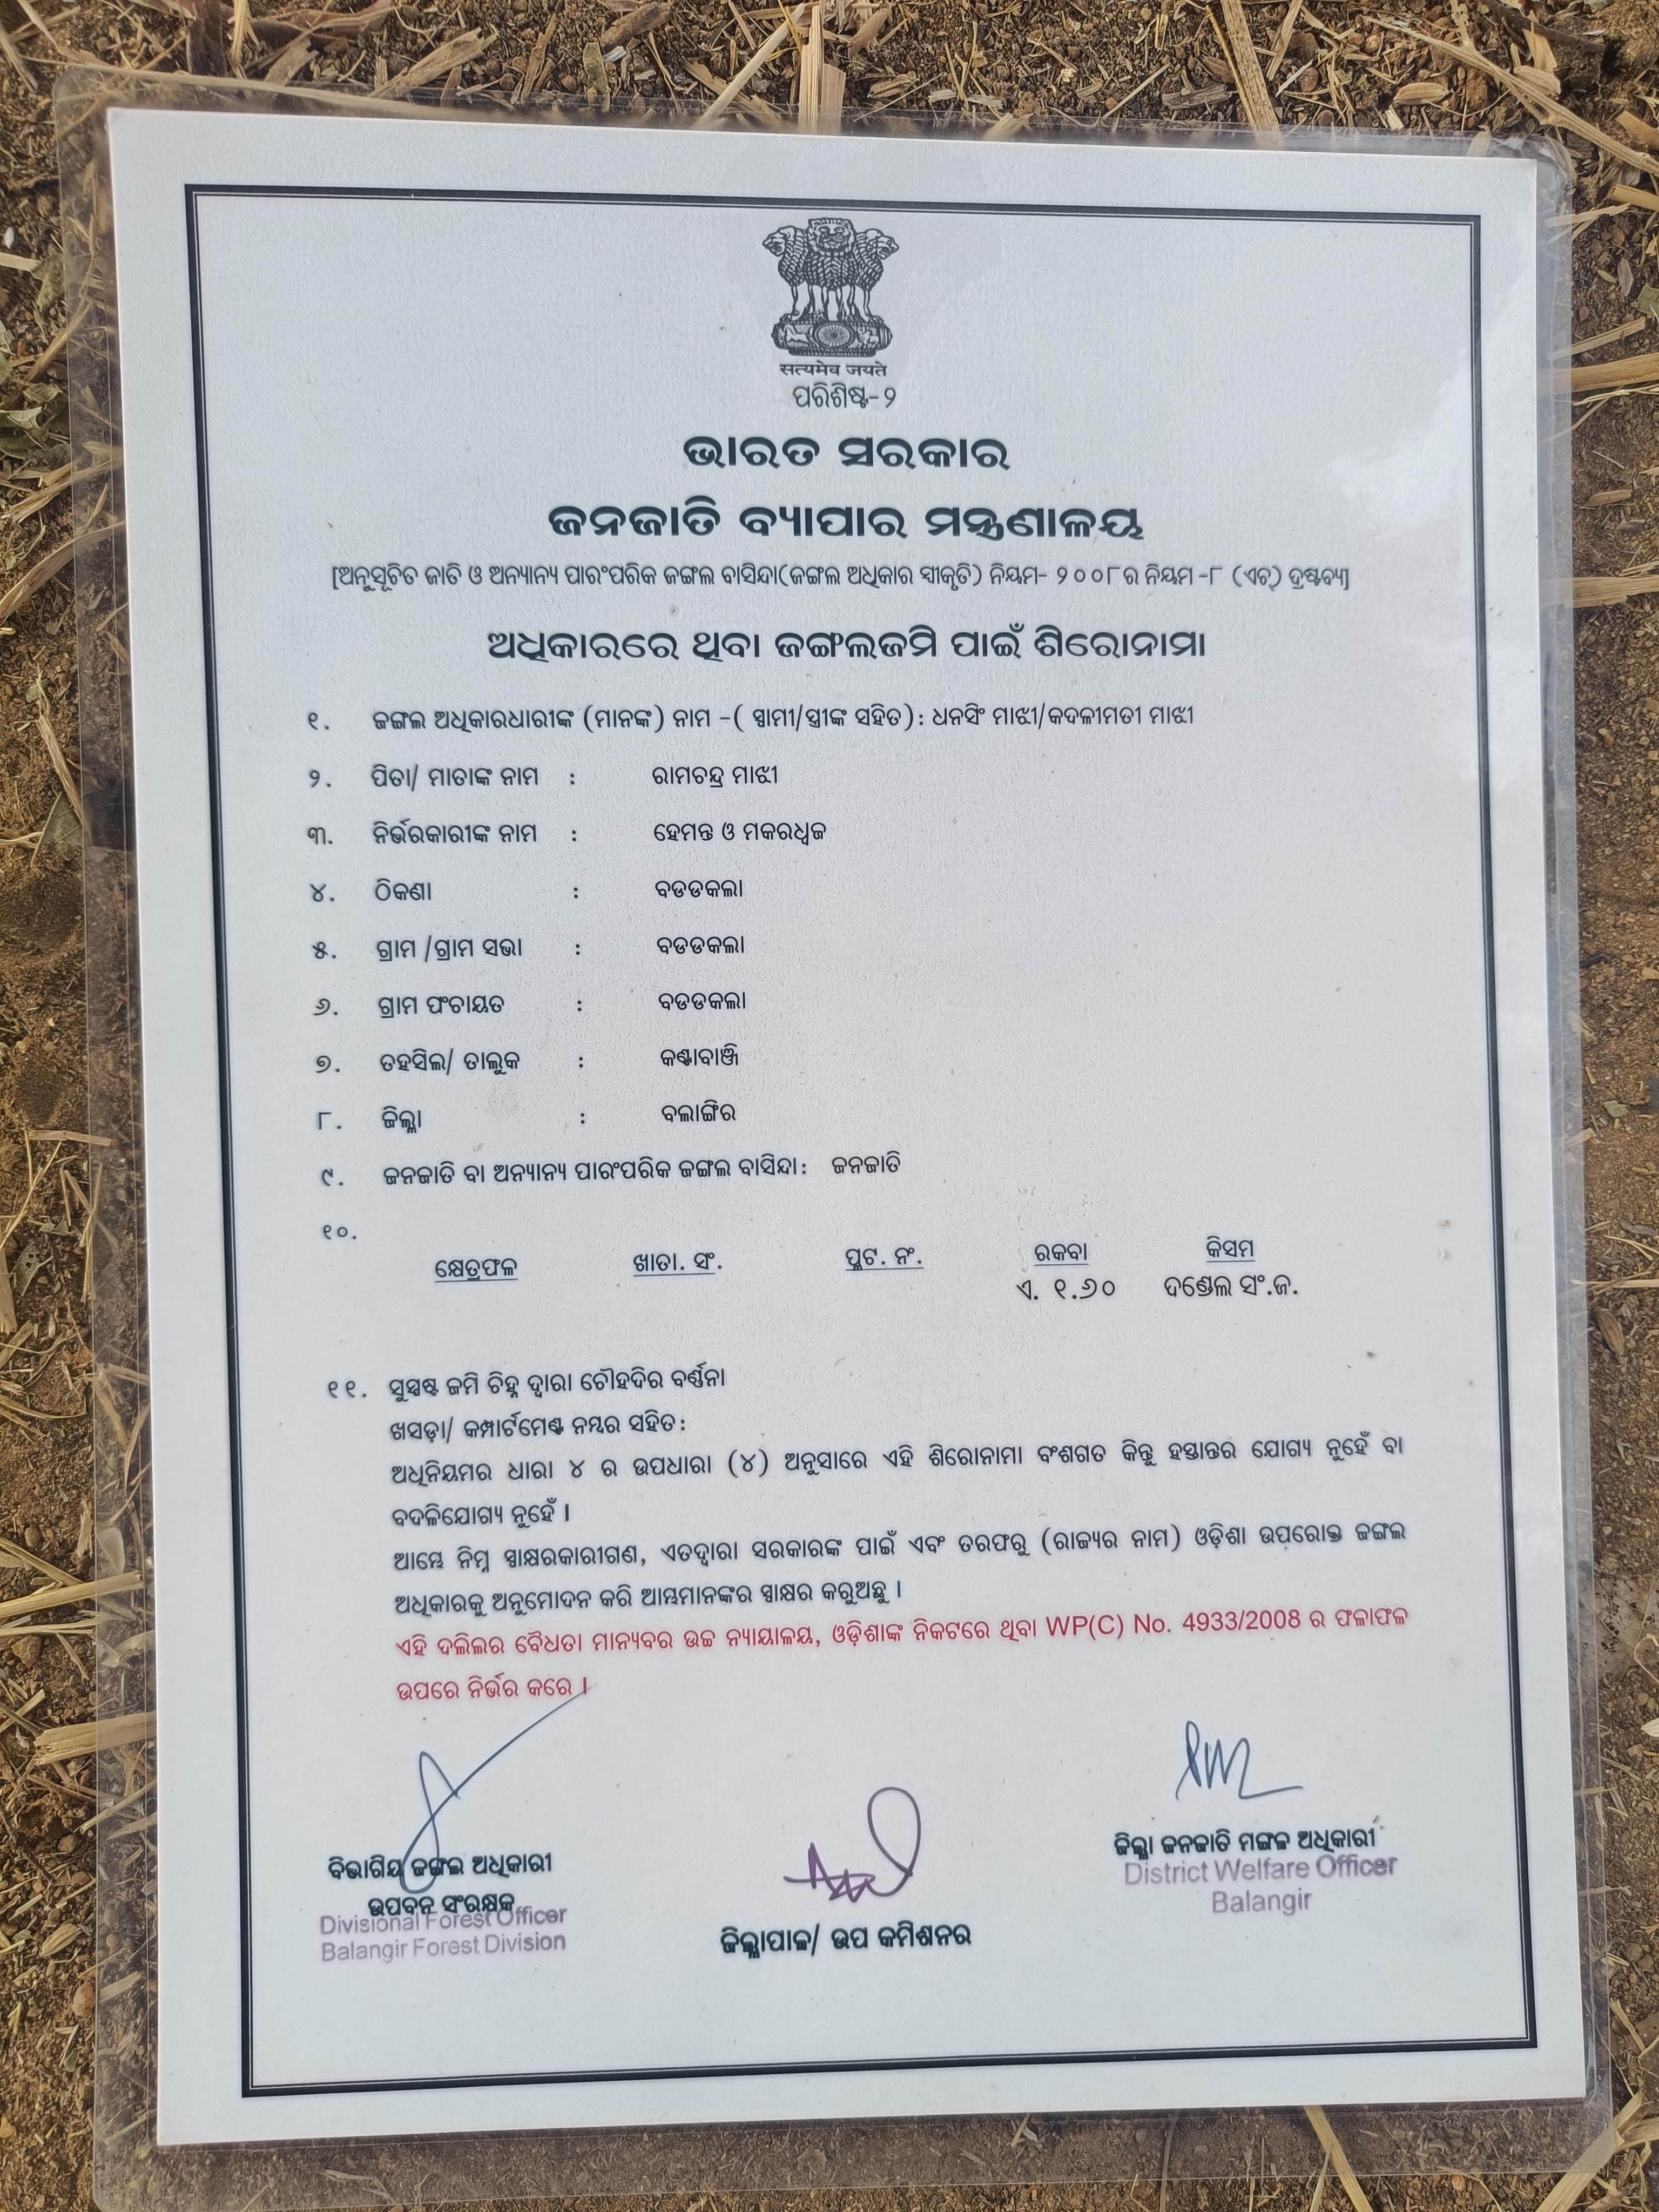 सत्यमेव जयते
ପରିଶିଷ୍ଟ-୨
ଭାରତ ସରକାର
ଜନଜାତି ବ୍ୟାପାର ମନ୍ତ୍ରଣାଳୟ
[ଅନୁସୂଚିତ ଜାତି ଓ ଅନ୍ୟାନ୍ୟ ପାରଂପରିକ ଜଙ୍ଗଲ ବାସିନ୍ଦା(ଜଙ୍ଗଲ ଅଧିକାର ସ୍ୱୀକୃତି) ନିୟମ- ୨୦୦୮ର ନିୟମ -୮ (ଏଚ୍) ଦ୍ରଷ୍ଟବ୍ୟ]
ଅଧିକାରରେ ଥିବା ଜଙ୍ଗଲଜମି ପାଇଁ ଶିରୋନାମା
୧. ଜଙ୍ଗଲ ଅଧିକାରଧାରୀଙ୍କ (ମାନଙ୍କ) ନାମ -( ସ୍ୱାମୀ/ସ୍ତ୍ରୀଙ୍କ ସହିତ): ଧନସିଂ ମାଝୀ/କଦଳୀମତୀ ମାଝୀ
୨. ପିତା/ ମାତାଙ୍କ ନାମ : ରାମଚନ୍ଦ୍ର ମାଝୀ
୩. ନିର୍ଭରକାରୀଙ୍କ ନାମ : ହେମନ୍ତ ଓ ମକରଧ୍ୱଜ
୪. ଠିକଣା : ବଡଡକଲା
୫. ଗ୍ରାମ /ଗ୍ରାମ ସଭା : ବଡଡକଲା
୬. ଗ୍ରାମ ପଂଚାୟତ : ବଡଡକଲା
୭. ତହସିଲ/ ତାଲୁକ : କଣ୍ଟାବାଞ୍ଜି
୮. ଜିଲ୍ଲା : ବଲାଙ୍ଗିର
୯. ଜନଜାତି ବା ଅନ୍ୟାନ୍ୟ ପାରଂପରିକ ଜଙ୍ଗଲ ବାସିନ୍ଦା: ଜନଜାତି
୧୦.
କ୍ଷେତ୍ରଫଳ ଖାତା. ସଂ. ପ୍ଲଟ. ନଂ. ରକବା କିସମ
ଏ. ୧.୬୦ ଦଣ୍ଡେଲ ସଂ.ଜ.
୧୧. ସୁସ୍ପଷ୍ଟ ଜମି ଚିହ୍ନ ଦ୍ୱାରା ଚୌହଦିର ବର୍ଣ୍ଣନା
ଖସଡ଼ା/ କମ୍ପାର୍ଟମେଣ୍ଟ ନମ୍ବର ସହିତ:
ଅଧିନିୟମର ଧାରା ୪ ର ଉପଧାରା (୪) ଅନୁସାରେ ଏହି ଶିରୋନାମା ବଂଶଗତ କିନ୍ତୁ ହସ୍ତାନ୍ତର ଯୋଗ୍ୟ ନୁହେଁ ବା
ବଦଳିଯୋଗ୍ୟ ନୁହେଁ ।
ଆମ୍ଭେ ନିମ୍ନ ସ୍ୱାକ୍ଷରକାରୀଗଣ, ଏତଦ୍ୱାରା ସରକାରଙ୍କ ପାଇଁ ଏବଂ ତରଫରୁ (ରାଜ୍ୟର ନାମ) ଓଡ଼ିଶା ଉପରୋକ୍ତ ଜଙ୍ଗଲ
ଅଧିକାରକୁ ଅନୁମୋଦନ କରି ଆମ୍ଭମାନଙ୍କର ସ୍ୱାକ୍ଷର କରୁଅଛୁ ।
ଏହି ଦଲିଲର ବୈଧତା ମାନ୍ୟବର ଉଚ୍ଚ ନ୍ୟାୟାଳୟ, ଓଡ଼ିଶାଙ୍କ ନିକଟରେ ଥିବା WP(C) No. 4933/2008 ର ଫଳାଫଳ
ଉପରେ ନିର୍ଭର କରେ ।
ବିଭାଗିୟ ଜଙ୍ଗଲ ଅଧିକାରୀ
ଉପବନ ସଂରକ୍ଷକ
Divisional Forest Officer
Balangir Forest Division
ଜିଲ୍ଲାପାଳ/ ଉପ କମିଶନର
ଜିଲ୍ଲା ଜନଜାତି ମଙ୍ଗଳ ଅଧିକାରୀ
District Welfare Officer
Balangir